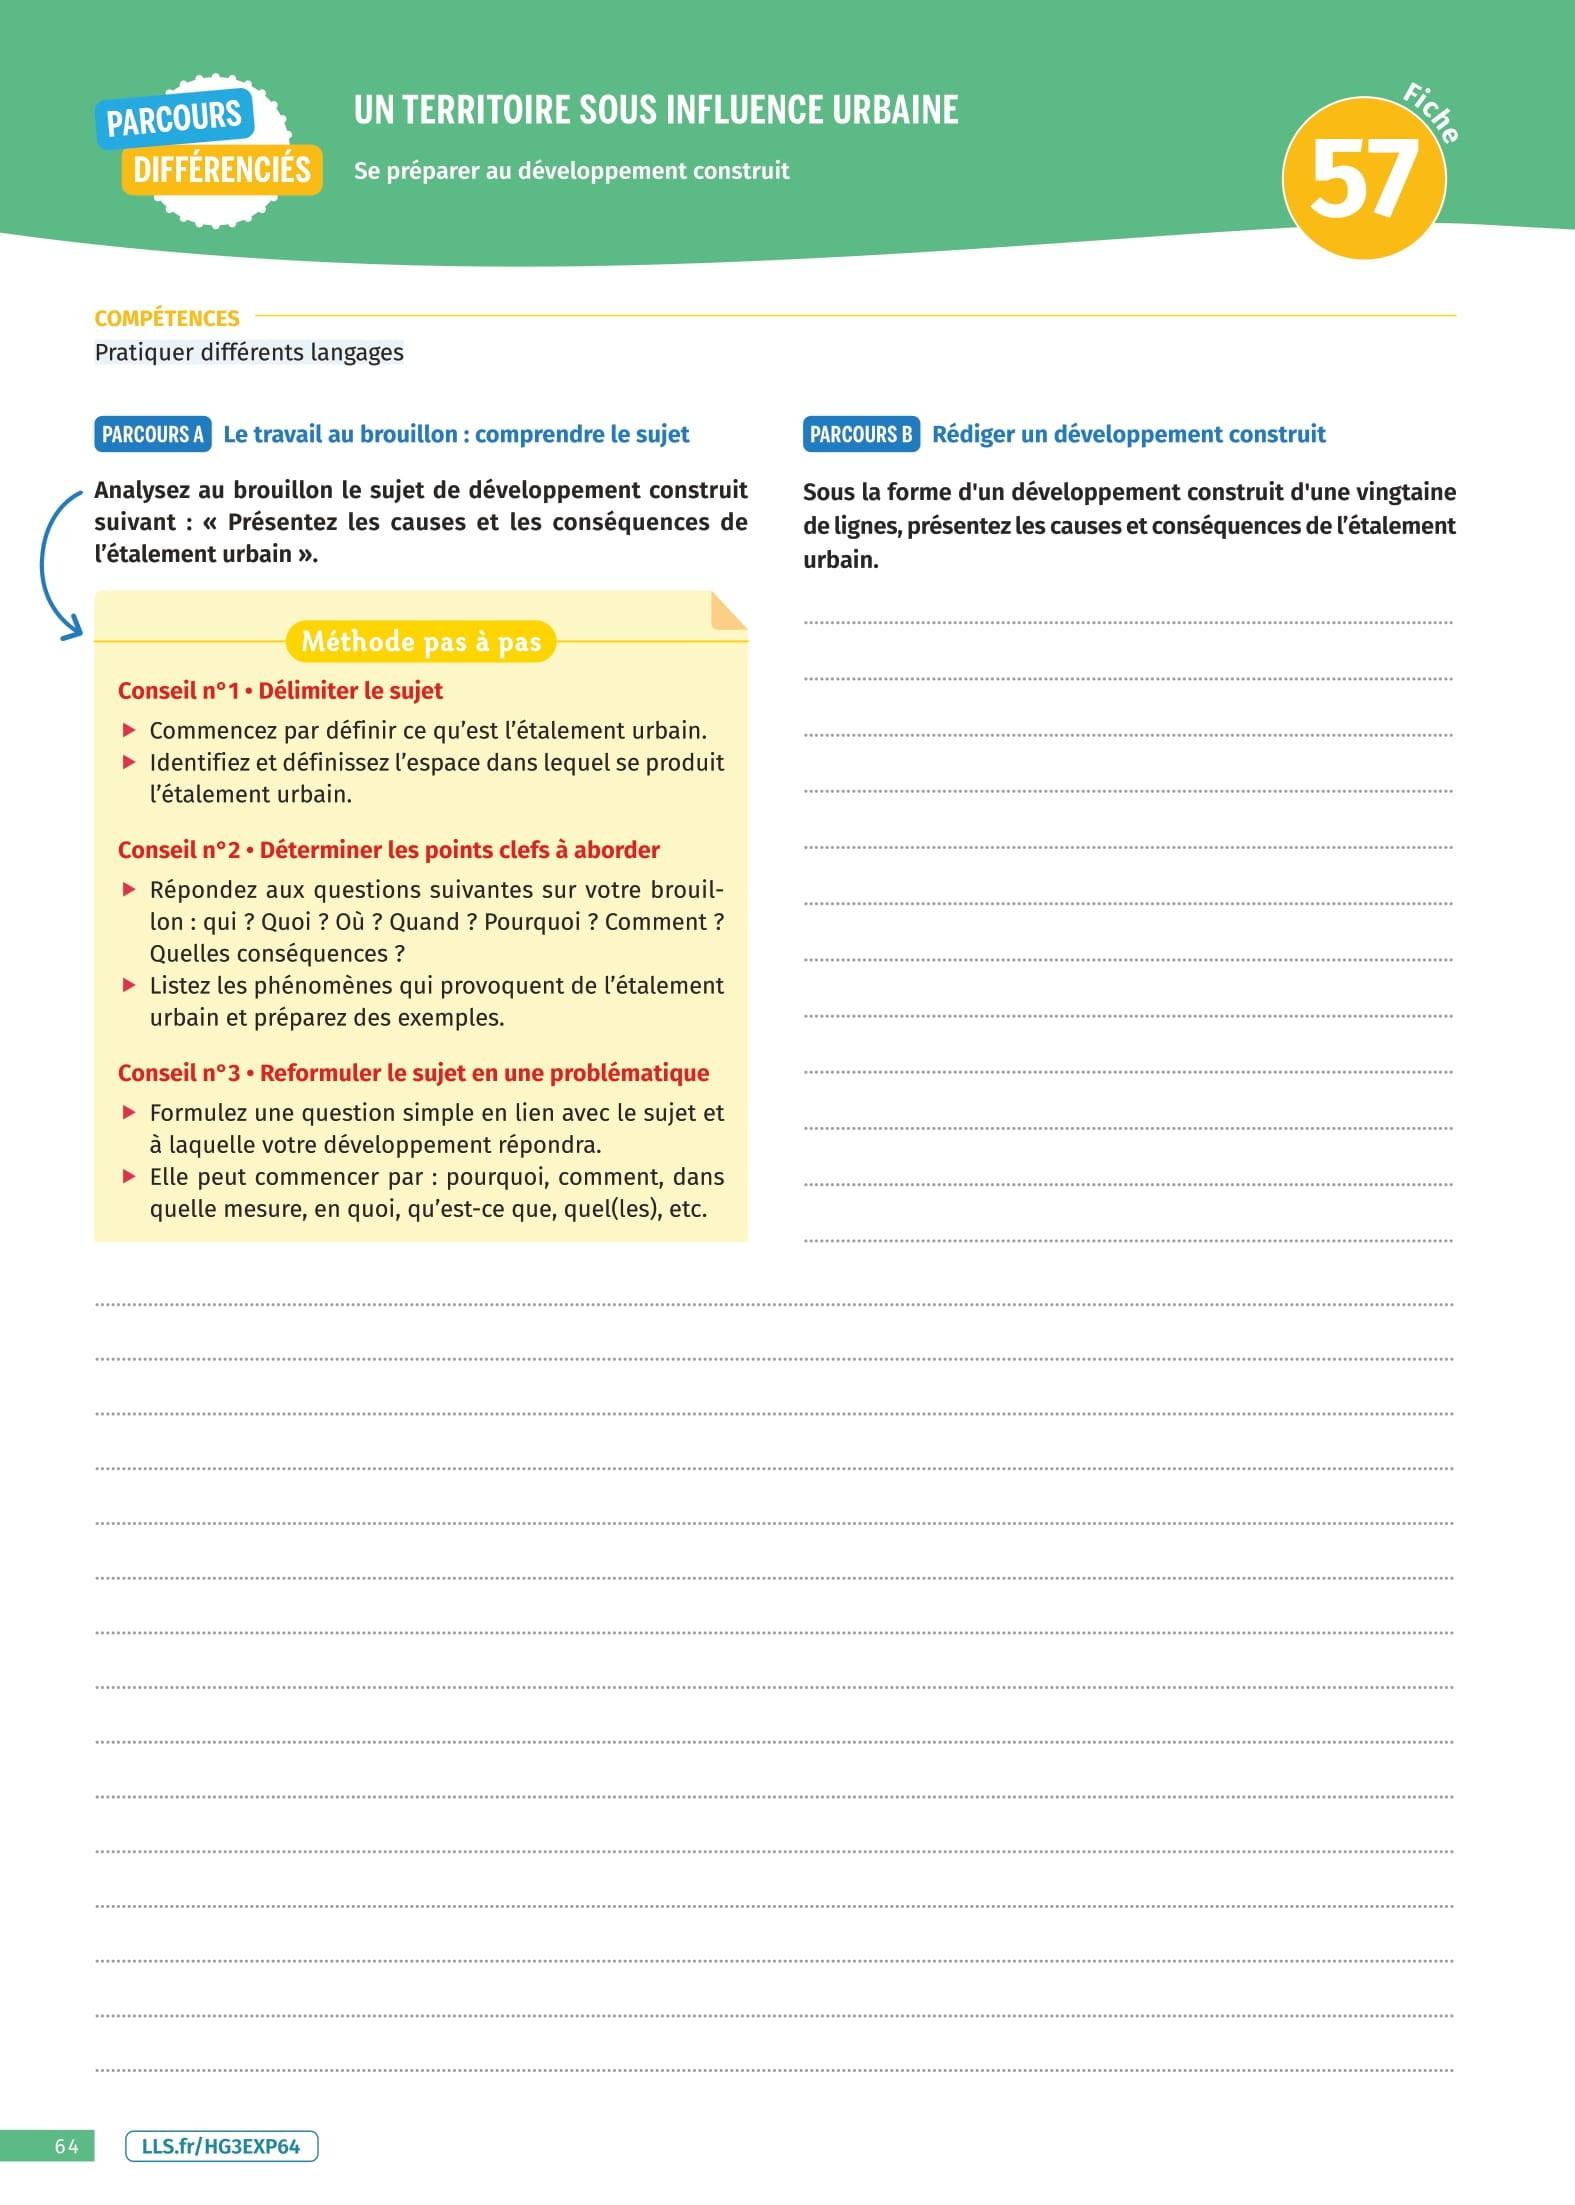 PARCOURS
DIFFÉRENCIÉS
UN TERRITOIRE SOUS INFLUENCE URBAINE
Se préparer au développement construit
Fiche
57
COMPÉTENCES
Pratiquer différents langages
PARCOURS A Le travail au brouillon : comprendre le sujet
Analysez au brouillon le sujet de développement construit
suivant : « Présentez les causes et les conséquences de
l’étalement urbain ».
Méthode pas à pas
Conseil n°1 • Délimiter le sujet
▶ Commencez par définir ce qu’est l’étalement urbain.
▶ Identifiez et définissez l’espace dans lequel se produit
l’étalement urbain.
Conseil n°2 • Déterminer les points clefs à aborder
▶ Répondez aux questions suivantes sur votre brouil-
lon : qui ? Quoi ? Où ? Quand ? Pourquoi ? Comment ?
Quelles conséquences ?
▶ Listez les phénomènes qui provoquent de l’étalement
urbain et préparez des exemples.
Conseil n°3 • Reformuler le sujet en une problématique
▶ Formulez une question simple en lien avec le sujet et
à laquelle votre développement répondra.
▶ Elle peut commencer par : pourquoi, comment, dans
quelle mesure, en quoi, qu’est-ce que, quel(les), etc.
PARCOURS B Rédiger un développement construit
Sous la forme d'un développement construit d'une vingtaine
de lignes, présentez les causes et conséquences de l’étalement
urbain.
64
LLS.fr/HG3EXP64